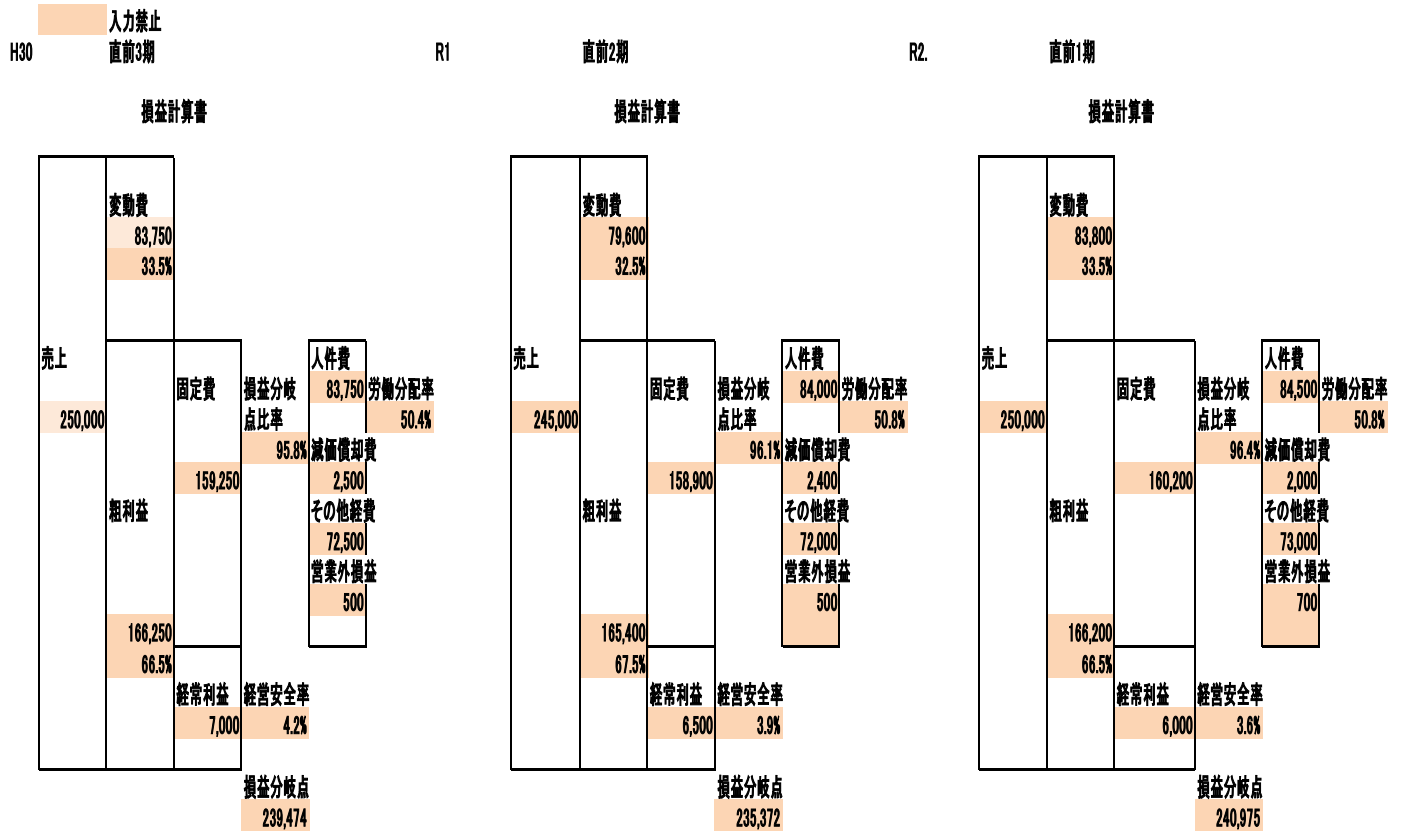 入力禁止
H30 直前3期 R1 直前2期 R2. 直前1期
損益計算書 損益計算書 損益計算書
変動費 変動費 変動費
83,750 79,600 83,800
33.5% 32.5% 33.5%
売上 人件費 売上 人件費 売上 人件費
固定費 損益分岐 83,750 労働分配率 固定費 損益分岐 84,000 労働分配率 固定費 損益分岐 84,500 労働分配率
250,000 点比率 50.4% 245,000 点比率 50.8% 250,000 点比率 50.8%
95.8% 減価償却費 96.1% 減価償却費 96.4% 減価償却費
159,250 2,500 158,900 2,400 160,200 2,000
粗利益 その他経費 粗利益 その他経費 粗利益 その他経費
72,500 72,000 73,000
営業外損益 営業外損益 営業外損益
500 500 700
166,250 165,400 166,200
66.5% 67.5% 66.5%
経常利益 経営安全率 経常利益 経営安全率 経常利益 経営安全率
7,000 4.2% 6,500 3.9% 6,000 3.6%
損益分岐点 損益分岐点 損益分岐点
239,474 235,372 240,975